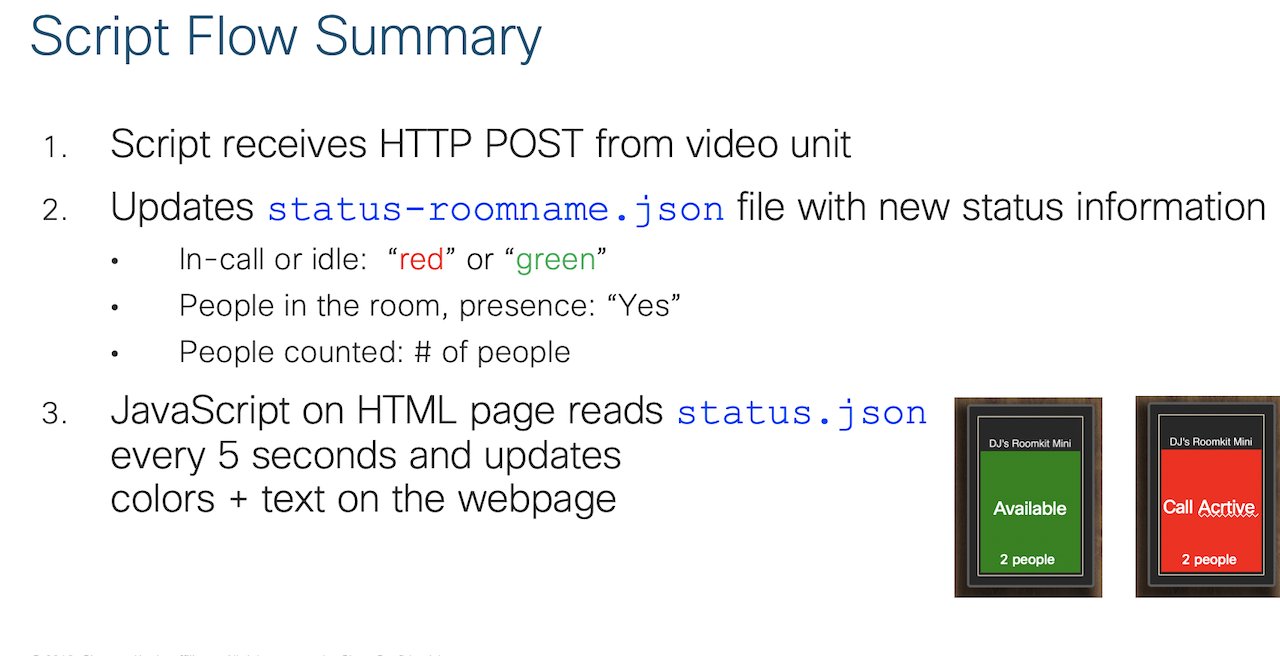 Script Flow Summary
1. Script receives HTTP POST from video unit
2. Updates status-roomname.json file with new status information
• In-call or idle: “red” or “green”
• People in the room, presence: “Yes”
• People counted: # of people
3. JavaScript on HTML page reads status.json
every 5 seconds and updates
colors + text on the webpage
DJ's Roomkit Mini
Available
2 people
DJ's Roomkit Mini
Call Acrtive
2 people